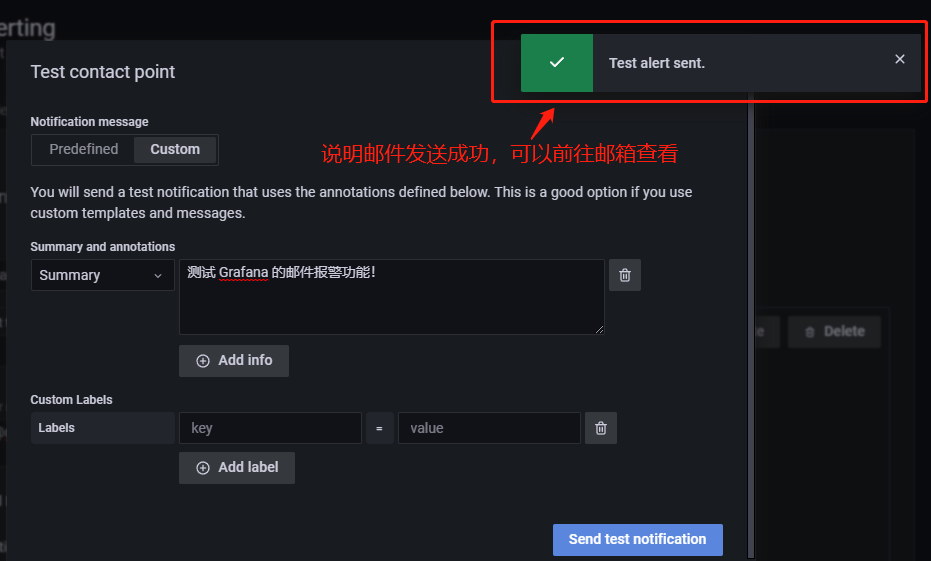 erting
Test alert sent.
Test contact point
Notification message
Predefined
Custom
说明邮件发送成功，可以前往邮箱查看
You will send a test notification that uses the annotations defined below. This is a good option if you use
custom templates and messages.
Summary and annotations
Summary
测试 Grafana 的邮件报警功能！
Add info
Delete
Custom Labels
Labels
key
=
value
Add label
Send test notification